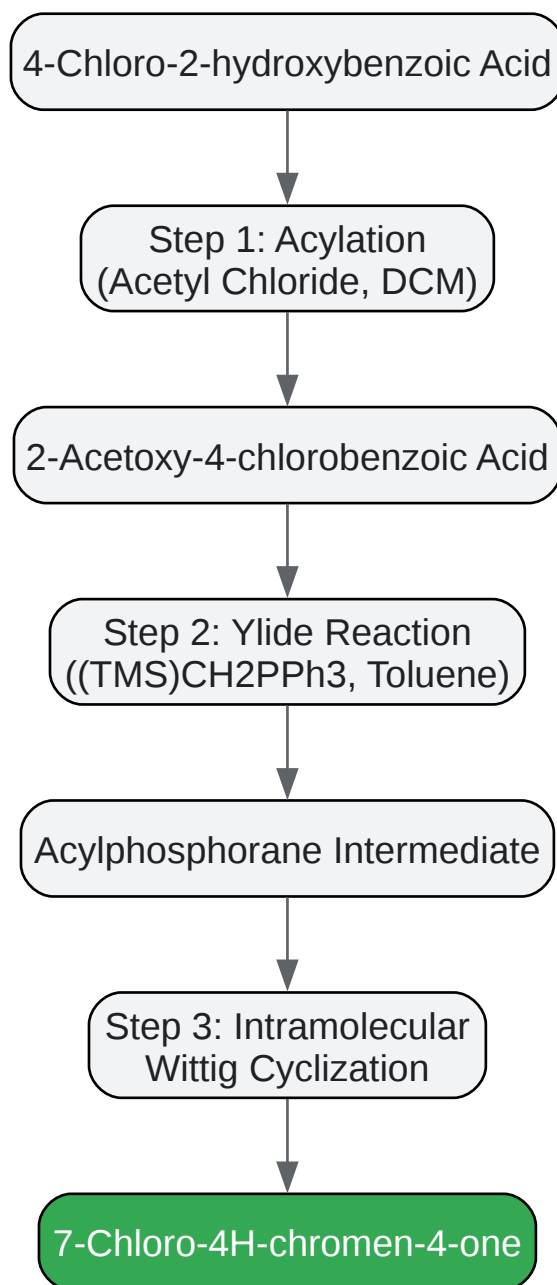 4-Chloro-2-hydroxybenzoic Acid
Step 1: Acylation
(Acetyl Chloride, DCM)
2-Acetoxy-4-chlorobenzoic Acid
Step 2: Ylide Reaction
((TMS)CH2PPh3, Toluene)
Acylphosphorane Intermediate
Step 3: Intramolecular
Wittig Cyclization
7-Chloro-4H-chromen-4-one